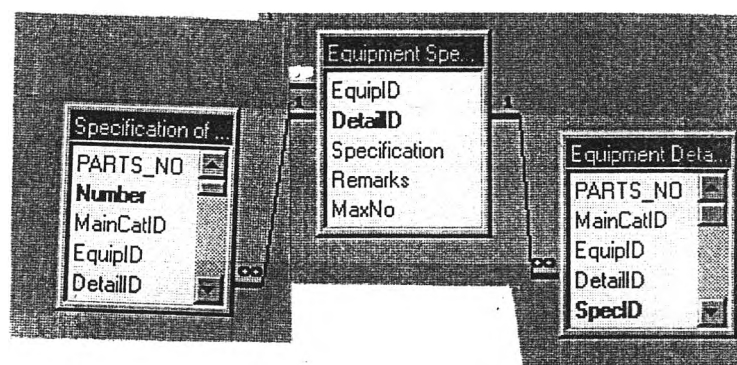 Specification of ...
PARTS_NO
Number
MainCatID
EquipID
DetailID
Equipment Spe...
EquipID
DetailID
Specification
Remarks
MaxNo
Equipment Deta...
PARTS_NO
MainCatID
EquipID
DetailID
SpecID
1
1
∞
∞